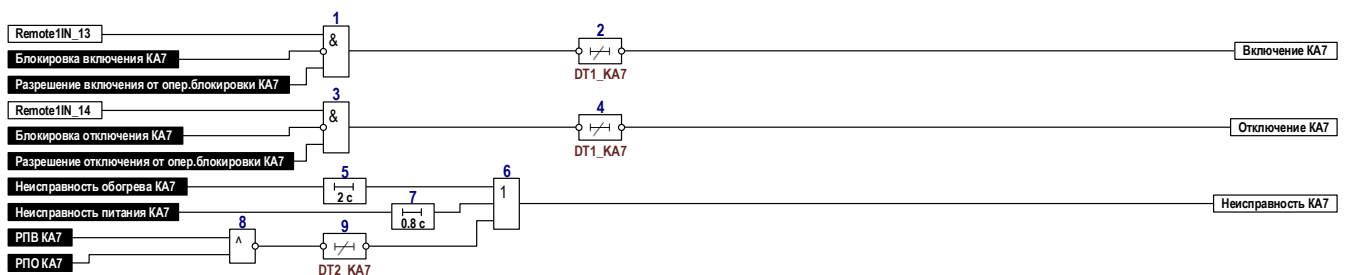 1
Remote1IN_13
&
2
Блокировка включения КА7
Включение КА7
DT1_KA7
Разрешение включения от опер.блокировки КА7
3
Remote1IN_14
&
4
Блокировка отключения КА7
Отключение КА7
DT1_KA7
Разрешение отключения от опер.блокировки КА7
5
6
Неисправность обогрева КА7
1
2 с
7
Неисправность питания КА7
Неисправность КА7
0.8 с
8
9
РПВ КА7
^
РПО КА7
DT2_KA7